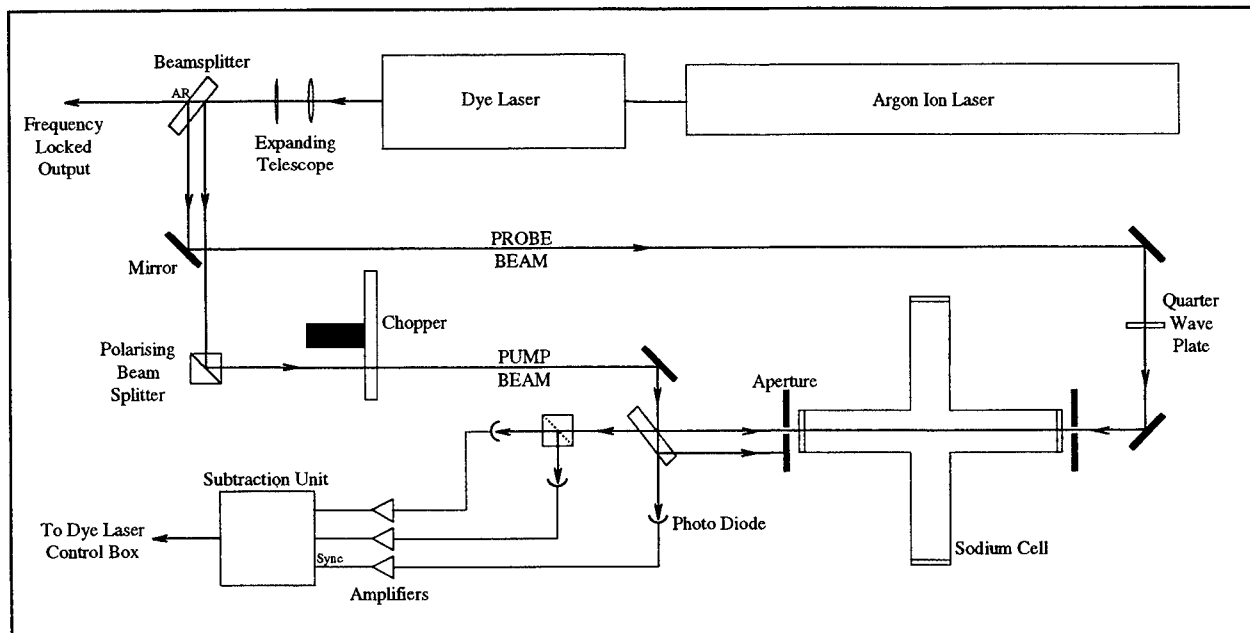 Beamsplitter
AR
Dye Laser
Argon Ion Laser
Frequency
Locked
Output
Expanding
Telescope
PROBE
BEAM
Mirror
Chopper
Quarter
Wave
Plate
Polarising
Beam
Splitter
PUMP
BEAM
Aperture
Subtraction Unit
Photo Diode
To Dye Laser
Control Box
Sync
Sodium Cell
Amplifiers